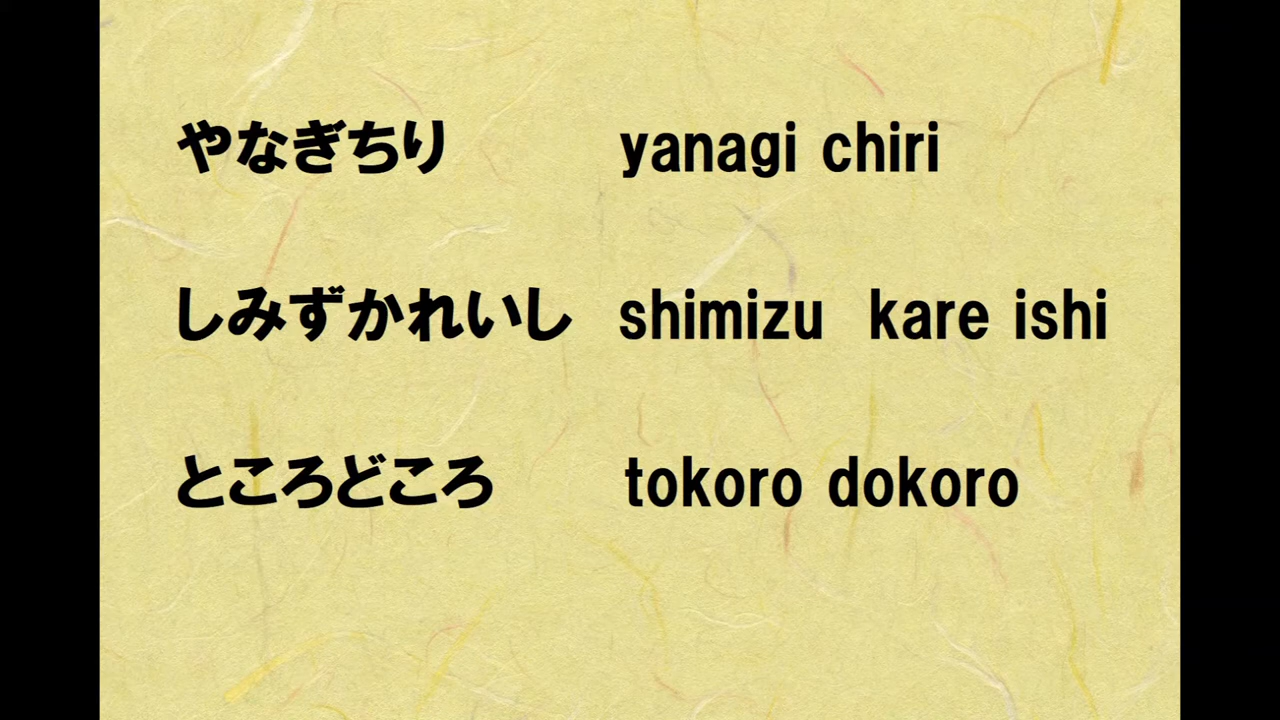 やなぎちり yanagi chiri
しみずかれいし shimizu kare ishi
ところどころ tokoro dokoro